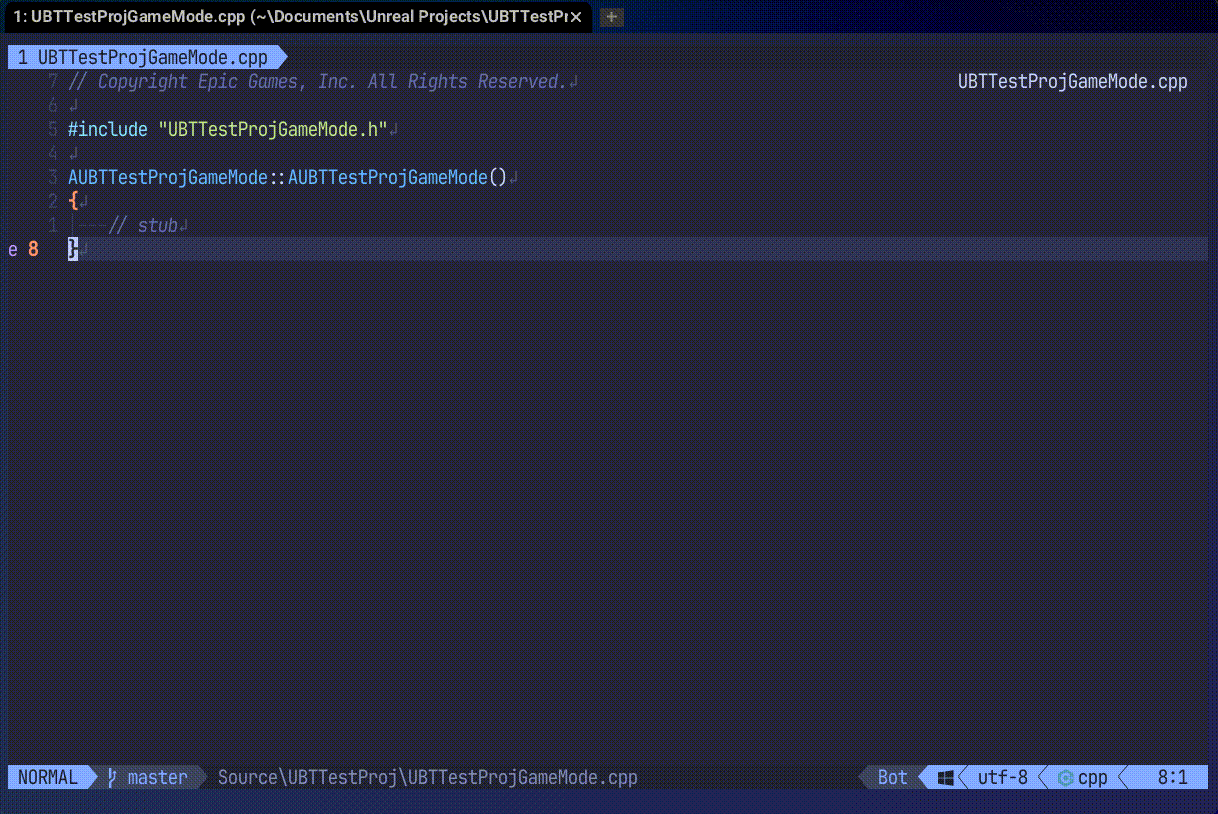 1: UBTTestProjGameMode.cpp (~\Documents\Unreal Projects\UBTTestPr× +
1 UBTTestProjGameMode.cpp
7 // Copyright Epic Games, Inc. All Rights Reserved.↲ UBTTestProjGameMode.cpp
6 ↲
5 #include "UBTTestProjGameMode.h"↲
4 ↲
3 AUBTTestProjGameMode::AUBTTestProjGameMode()↲
2 {↲
1 │---// stub↲
e 8 }↲
NORMAL master Source\UBTTestProj\UBTTestProjGameMode.cpp Bot utf-8 cpp 8:1